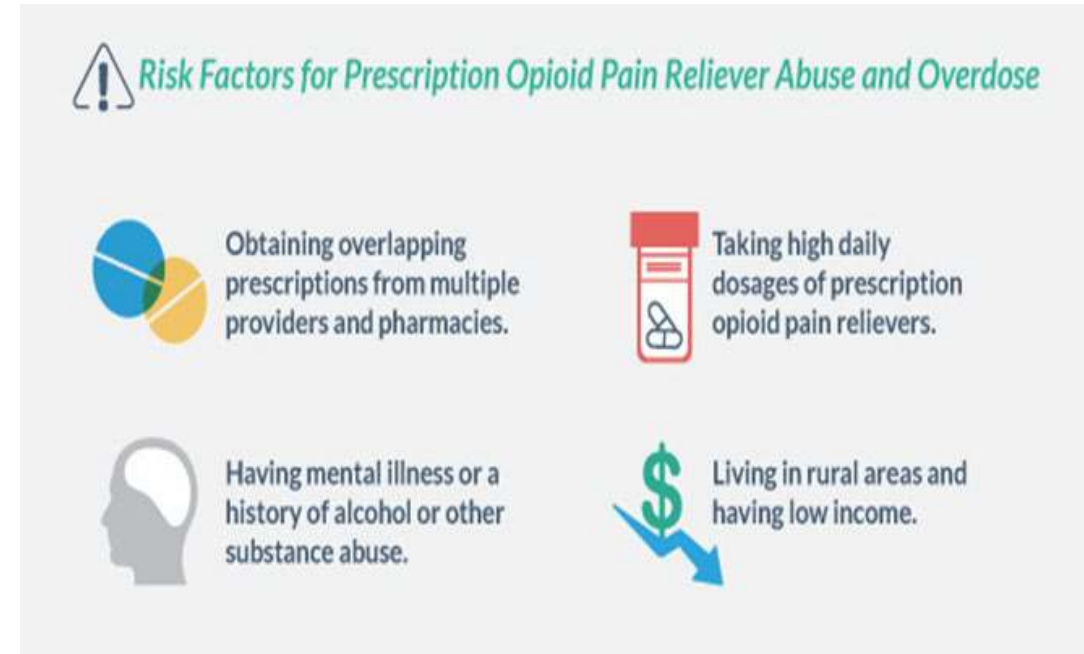 Risk Factors for Prescription Opioid Pain Reliever Abuse and Overdose
Obtaining overlapping
prescriptions from multiple
providers and pharmacies.
Taking high daily
dosages of prescription
opioid pain relievers.
Having mental illness or a
history of alcohol or other
substance abuse.
$
Living in rural areas and
having low income.